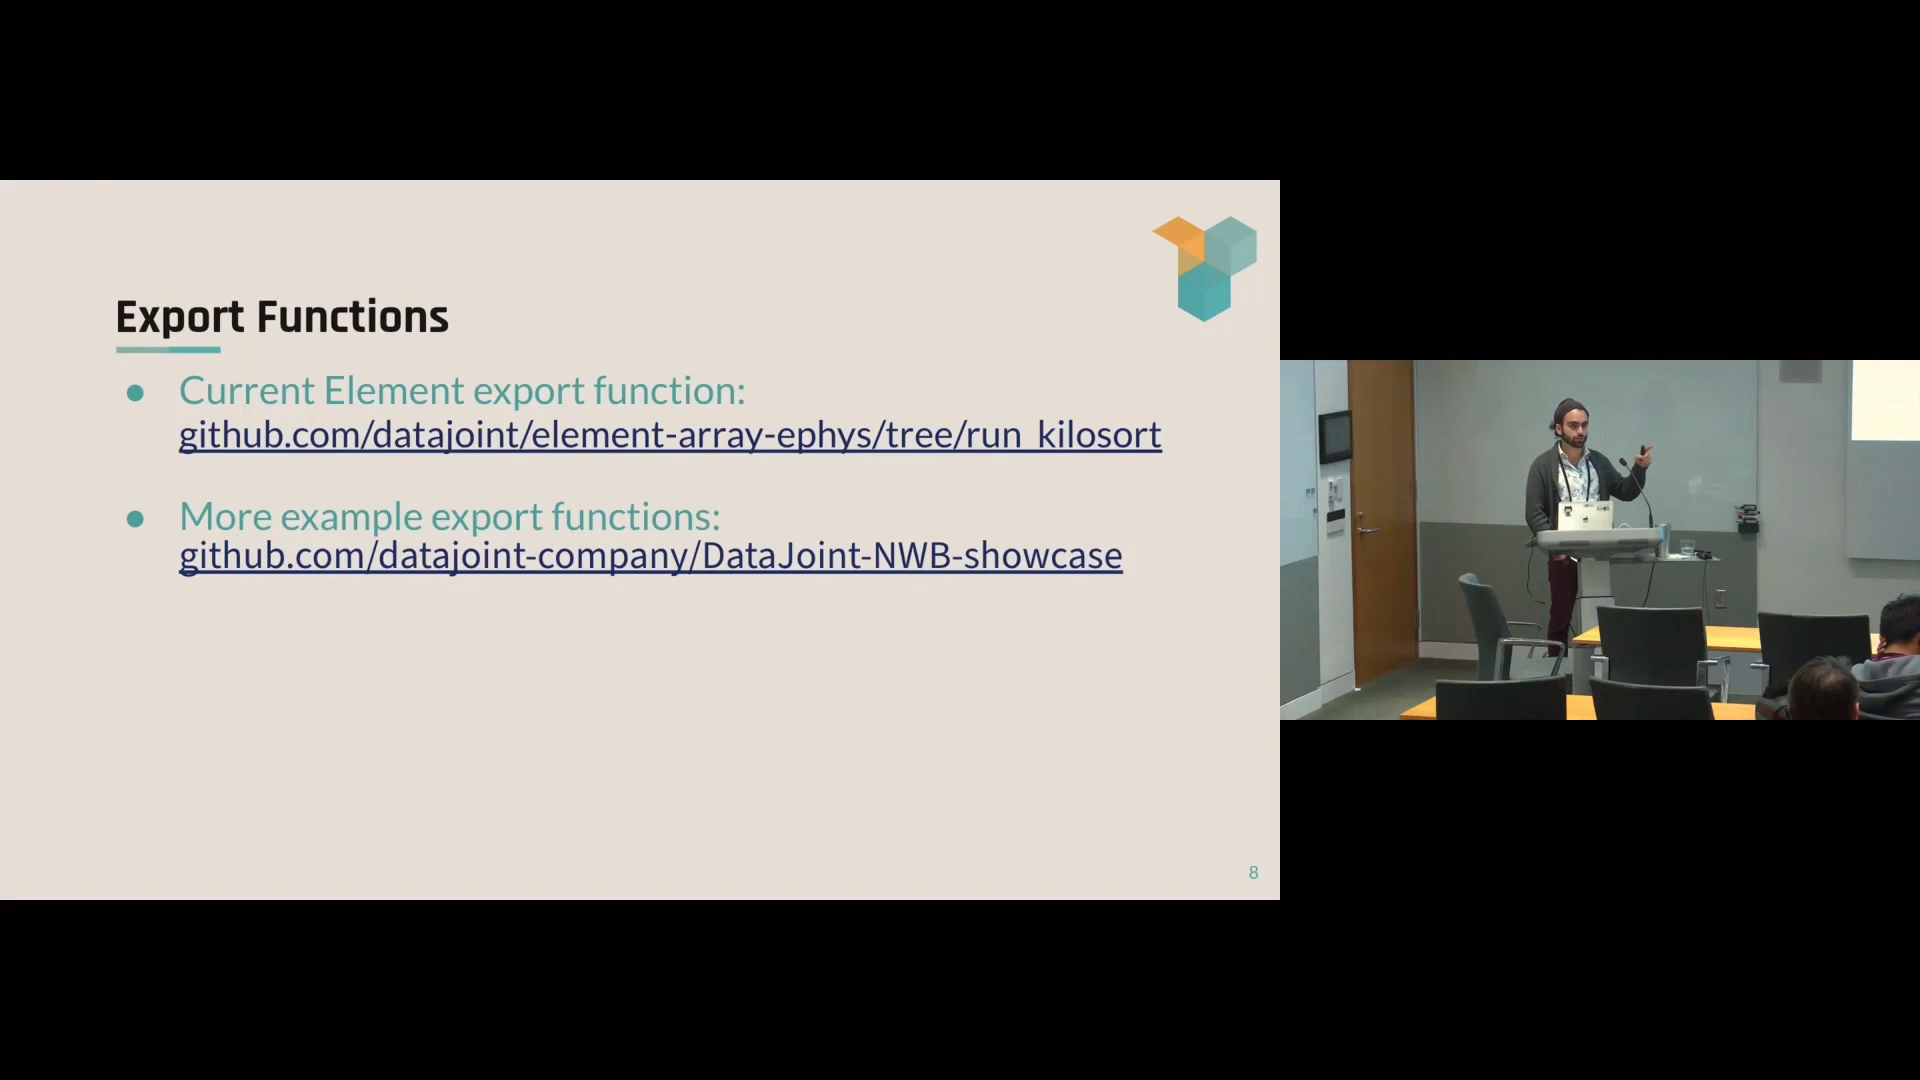 Export Functions
● Current Element export function:
github.com/datajoint/element-array-ephys/tree/run_kilosort
● More example export functions:
github.com/datajoint-company/DataJoint-NWB-showcase
8